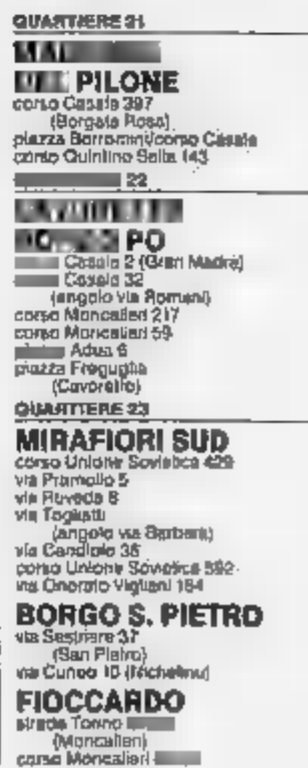 QUARTIERE 21
PILONE
corso Casale 397
(Borgata Rosa)
piazza Borromini/corso Casale
corso Quintino Sella 143
22
PO
Casale 2 (Gran Madre)
Casale 32
(angolo via Romani)
corso Moncalieri 217
corso Moncalieri 59
Adua 6
piazza Freguglia
(Cavoretto)
QUARTIERE 23
MIRAFIORI SUD
corso Unione Sovietica 429
via Pramollo 5
via Roveda 8
via Togliatti
(angolo via Barbera)
via Candiolo 36
corso Unione Sovietica 592
via Onorato Vigliani 184
BORGO S. PIETRO
via Sestriere 37
(San Pietro)
via Cuneo 10 (Michelino)
FIOCCARDO
strada Torino
(Moncalieri)
corso Moncalieri